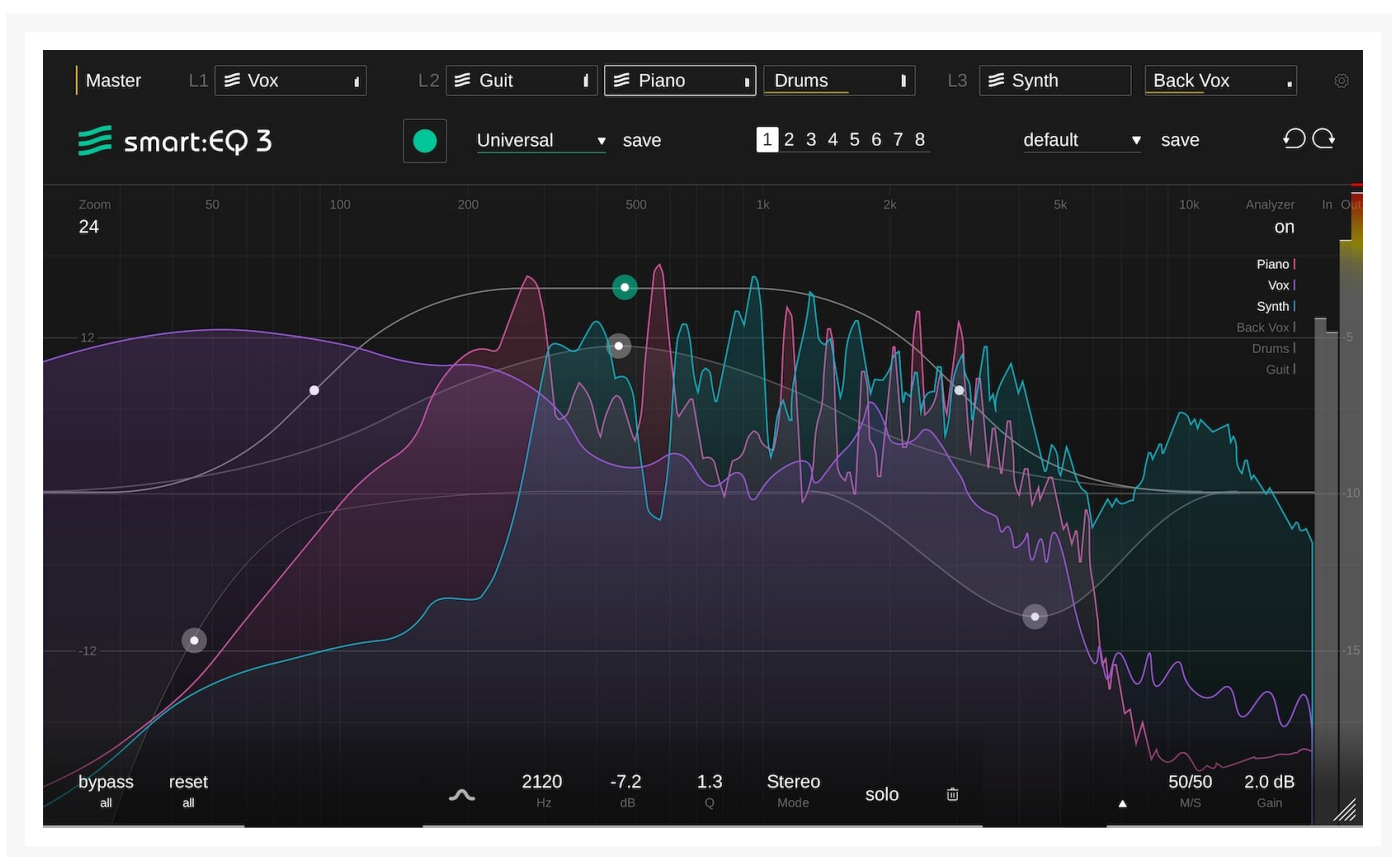 Master L1 Vox L2 Guit Piano Drums L3 Synth Back Vox
smart:EQ 3 Universal save 1 2 3 4 5 6 7 8 default save
Zoom 50 100 200 500 1k 2k 5k 10k Analyzer In Out
24 on
Piano
Vox
Synth
Back Vox
12 -5
Drums
Guit
-10
-12 -15
bypass reset 2120 -7.2 1.3 Stereo solo 50/50 2.0 dB
all all Hz dB Q Mode M/S Gain